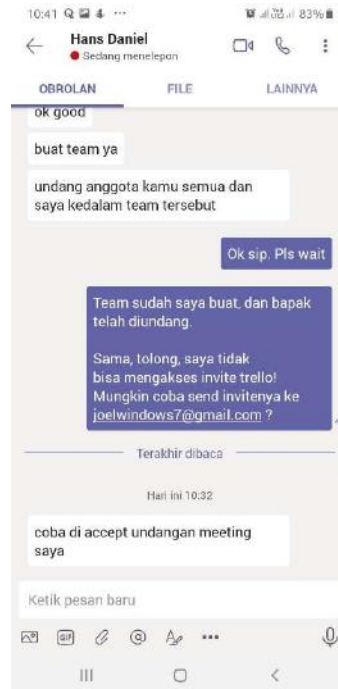 10:41
83%
Hans Daniel
Sedang menelepon
OBROLAN FILE LAINNYA
ok good
buat team ya
undang anggota kamu semua dan
saya kedalam team tersebut
Ok sip. Pls wait
Team sudah saya buat, dan bapak
telah diundang.
Sama, tolong, saya tidak
bisa mengakses invite trello!
Mungkin coba send invitenya ke
joelwindows7@gmail.com ?
Terakhir dibaca
Hari ini 10:32
coba di accept undangan meeting
saya
Ketik pesan baru
GIF